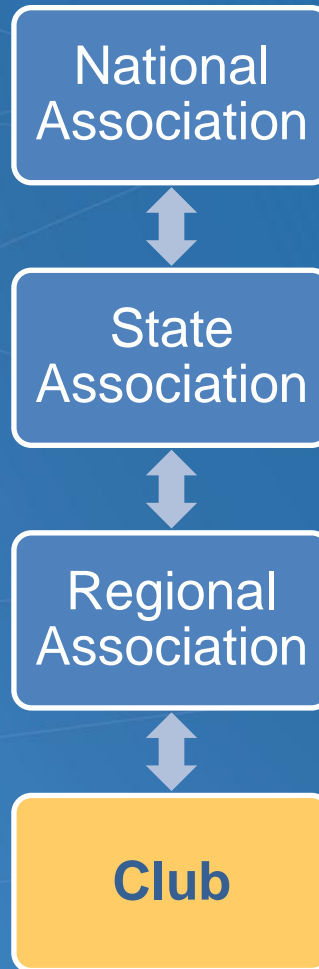 National
Association
State
Association
Regional
Association
Club